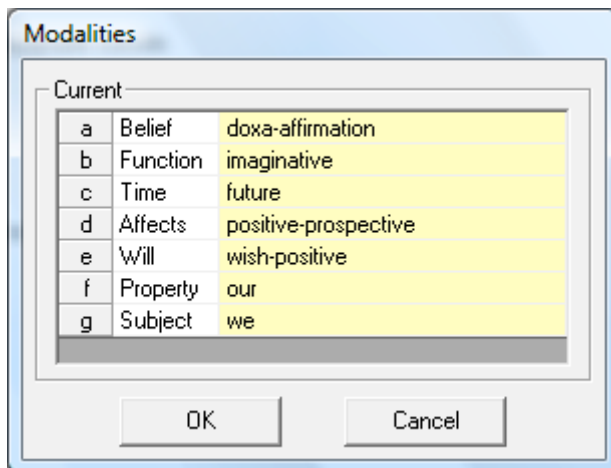 Modalities
Current
a Belief doxa-affirmation
b Function imaginative
c Time future
d Affects positive-prospective
e Will wish-positive
f Property our
g Subject we
OK Cancel